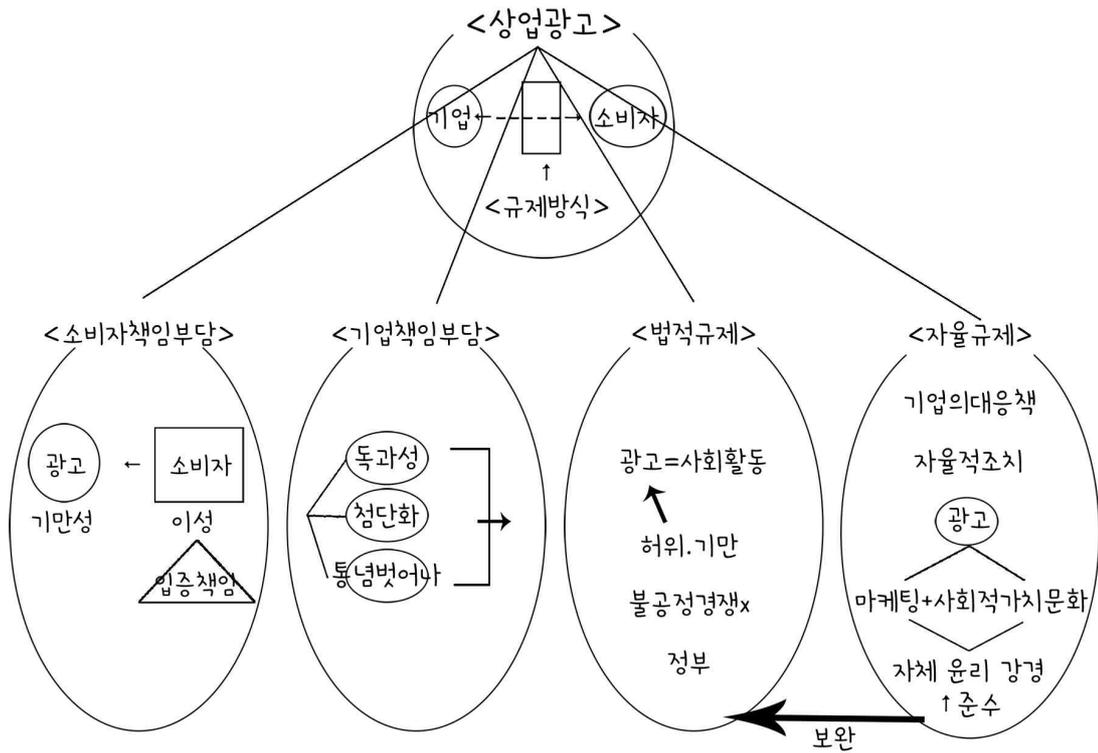 <상업광고>
기업
소비자
<규제방식>
<소비자책임부담>
광고
소비자
기만성
이성
입증책임
<기업책임부담>
독과성
첨단화
통념벗어나
<법적규제>
광고=사회활동
허위.기만
불공정경쟁x
정부
<자율규제>
기업의대응책
자율적조치
광고
마케팅+사회적가치문화
자체 윤리 강경
↑준수
보완